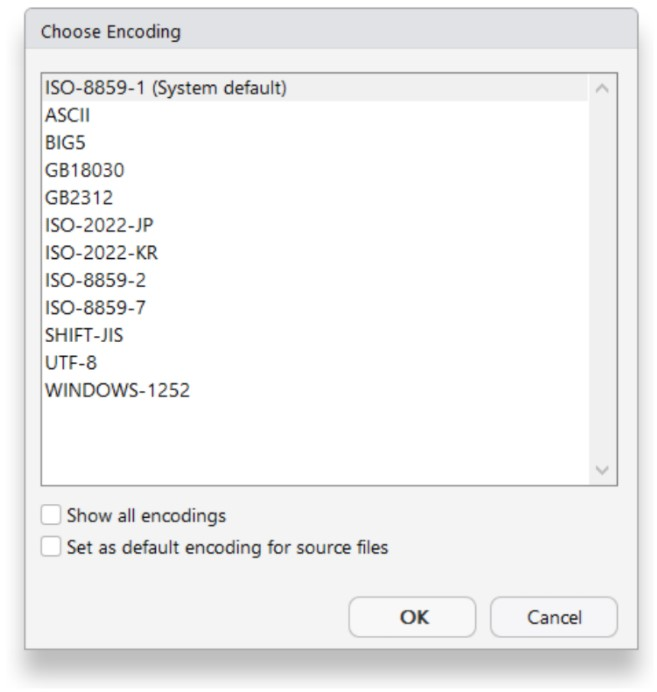 Choose Encoding
ISO-8859-1 (System default)
ASCII
BIG5
GB18030
GB2312
ISO-2022-JP
ISO-2022-KR
ISO-8859-2
ISO-8859-7
SHIFT-JIS
UTF-8
WINDOWS-1252
Show all encodings
Set as default encoding for source files
OK Cancel